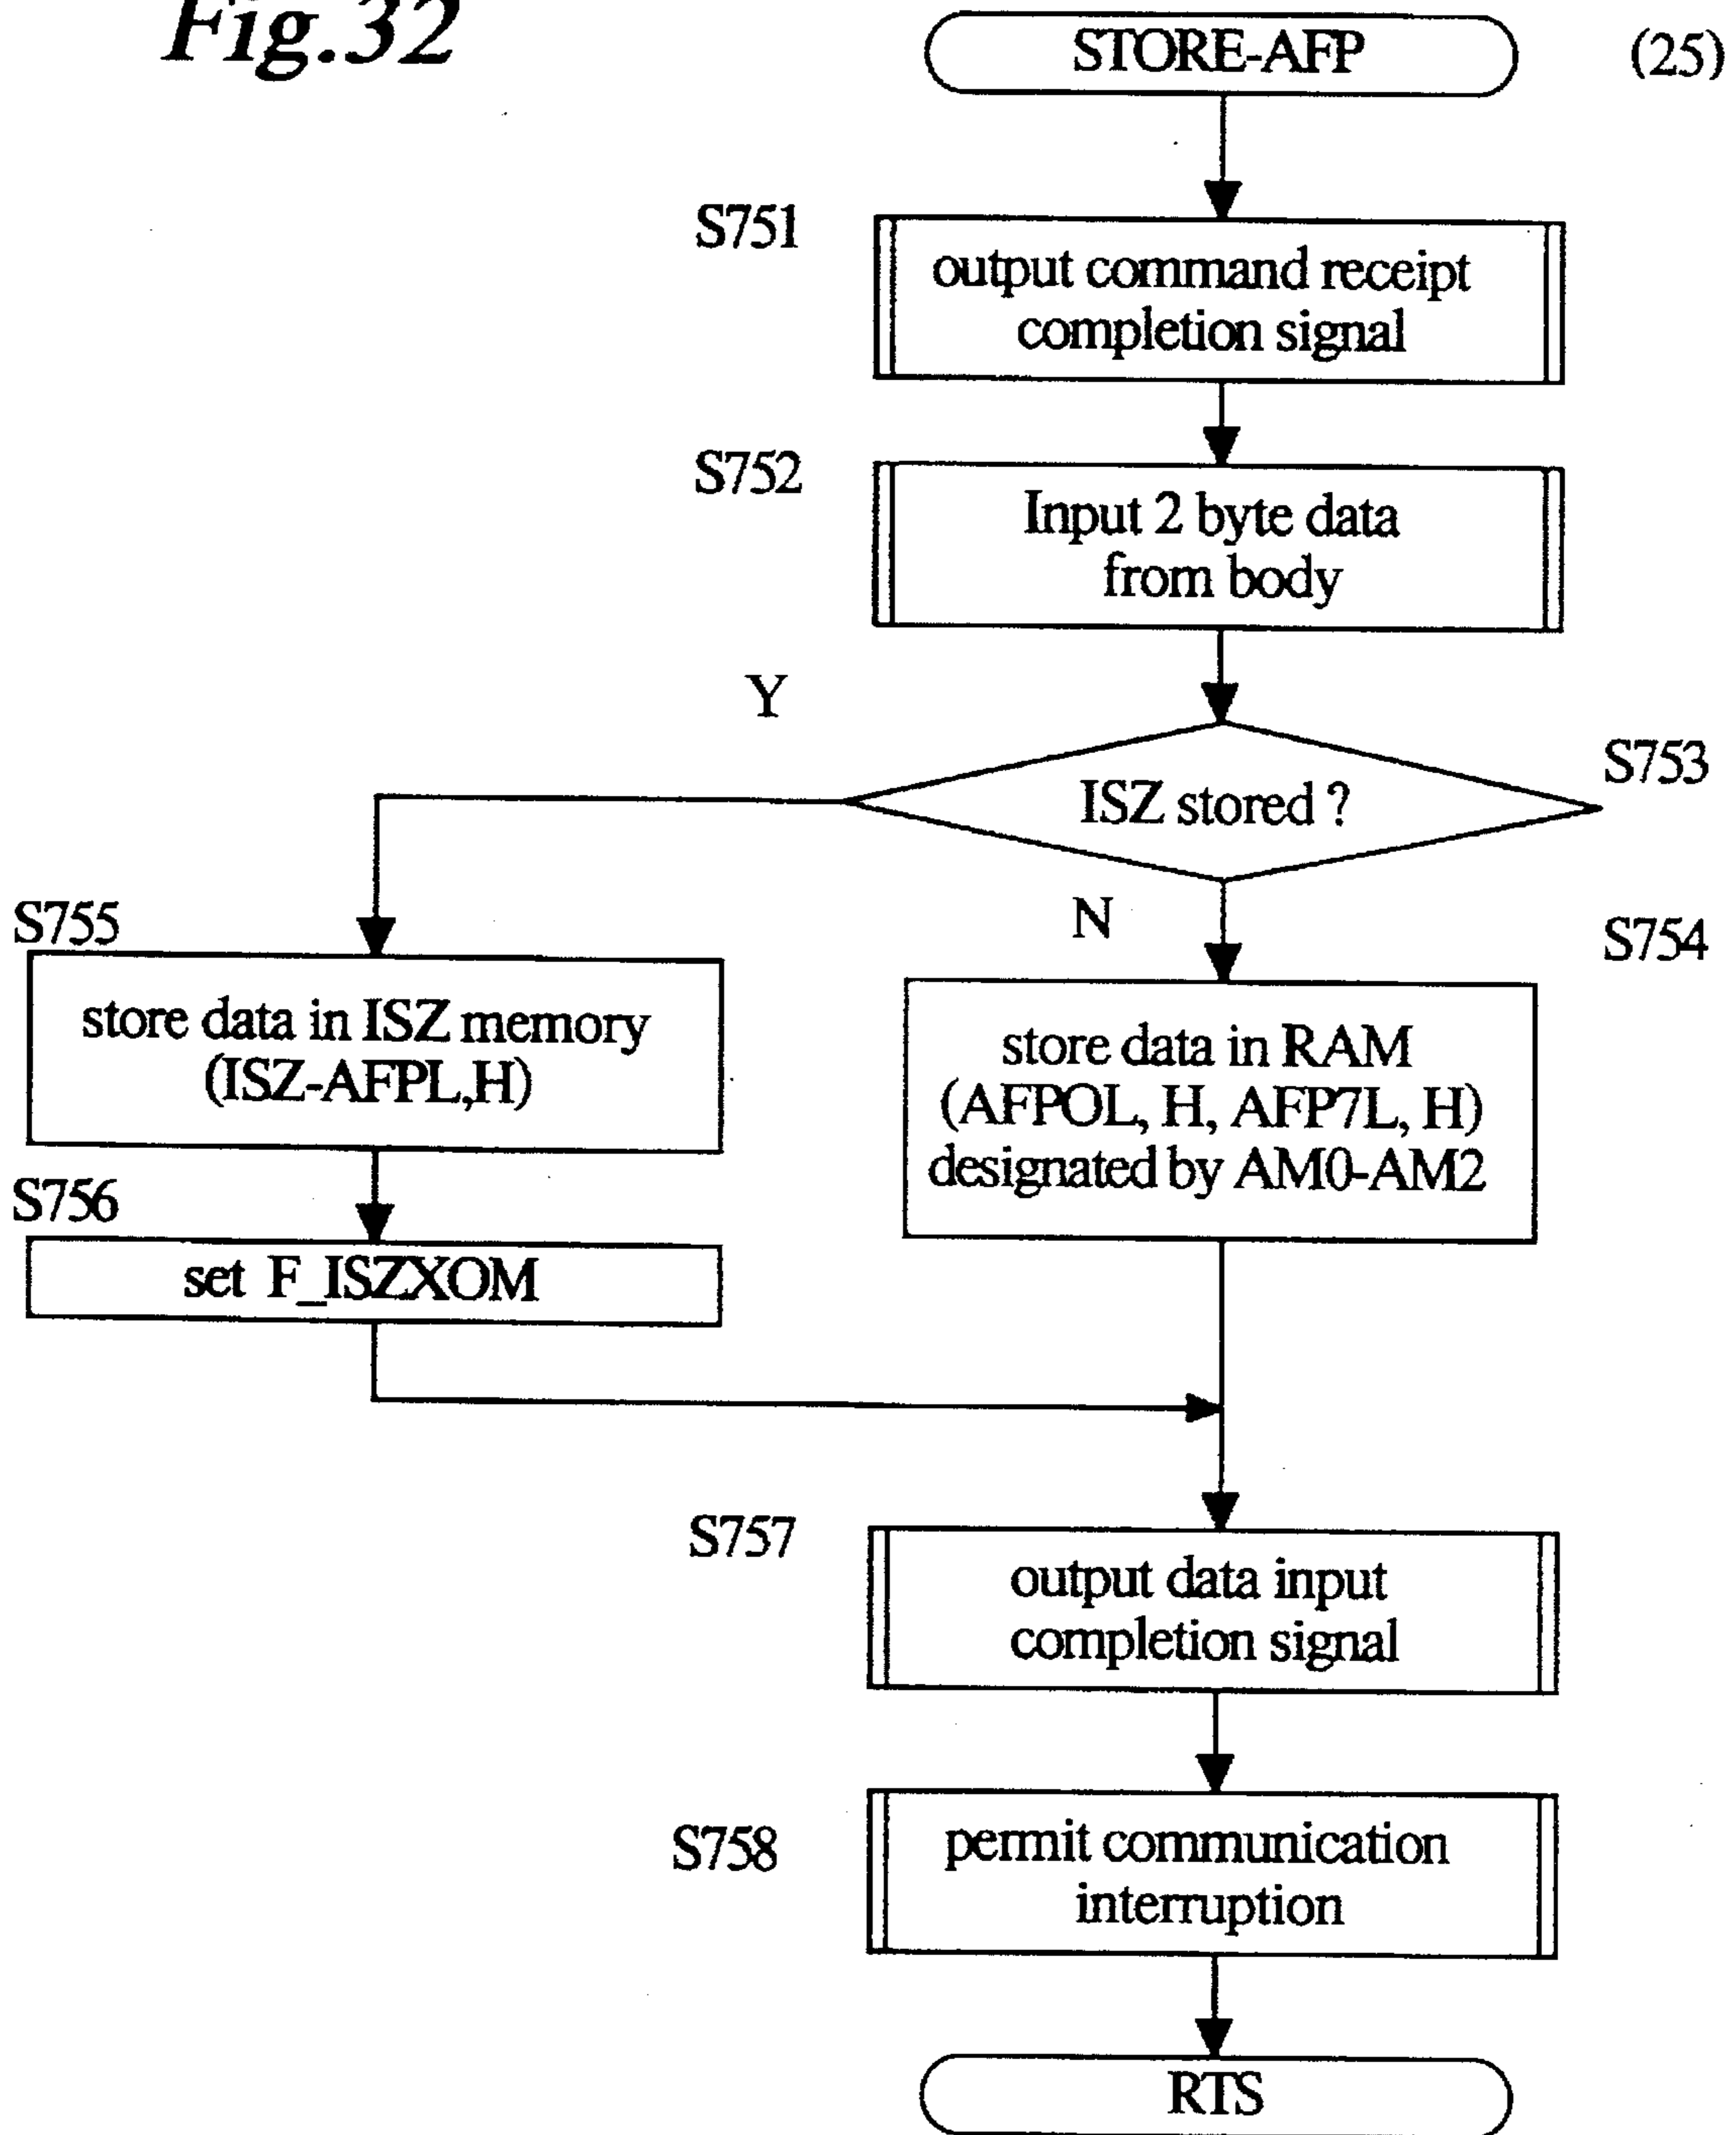 Fig.32
STORE-AFP
(25)
S751
output command receipt
completion signal
S752
Input 2 byte data
from body
Y
S753
ISZ stored ?
N
S755
S754
store data in ISZ memory
(ISZ-AFPL,H)
store data in RAM
(AFPOL, H, AFP7L, H)
designated by AM0-AM2
S756
set F_ISZXOM
S757
output data input
completion signal
S758
permit communication
interruption
RTS